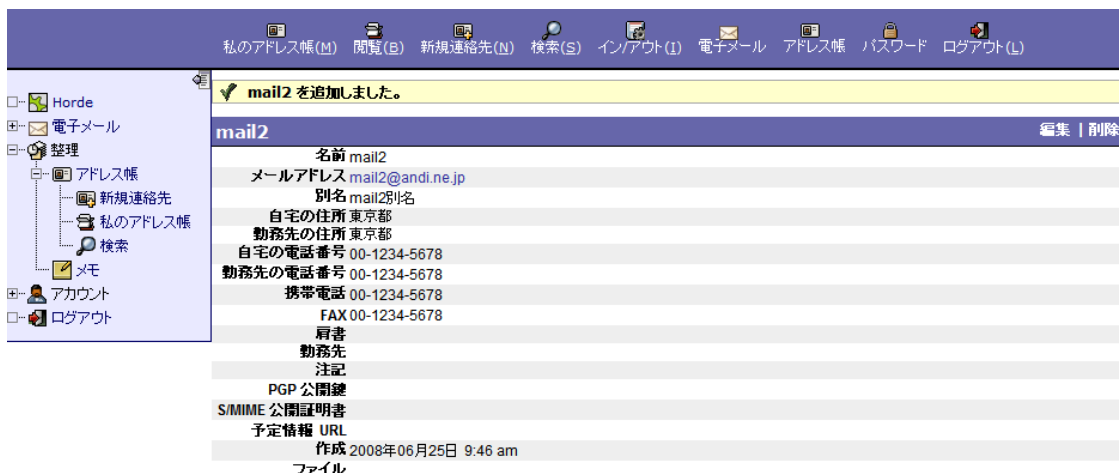 私のアドレス帳(M) 閲覧(B) 新規連絡先(N) 検索(S) イン/アウト(I) 電子メール アドレス帳 パスワード ログアウト(L)
mail2 を追加しました。
Horde
電子メール
整理
アドレス帳
新規連絡先
私のアドレス帳
検索
メモ
アカウント
ログアウト
mail2 編集 | 削除
名前 mail2
メールアドレス mail2@andi.ne.jp
別名 mail2別名
自宅の住所 東京都
勤務先の住所 東京都
自宅の電話番号 00-1234-5678
勤務先の電話番号 00-1234-5678
携帯電話 00-1234-5678
FAX 00-1234-5678
肩書
勤務先
注記
PGP 公開鍵
S/MIME 公開証明書
予定情報 URL
作成 2008年06月25日 9:46 am
ファイル